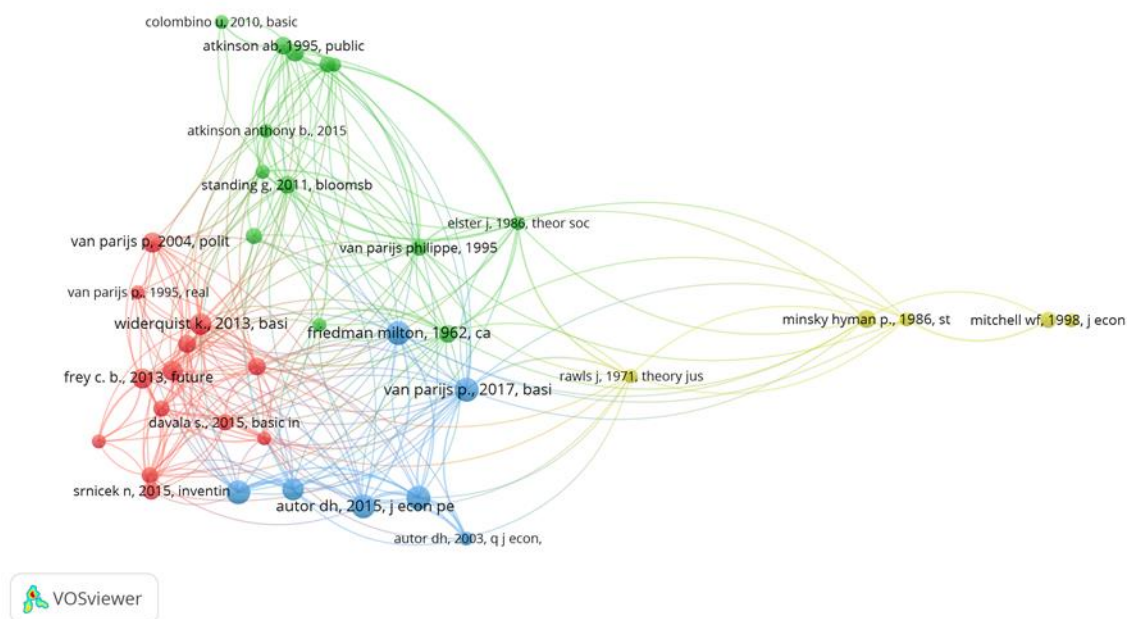 colombino u, 2010, basic
atkinson ab, 1995, public
atkinson anthony b., 2015
standing g, 2011, bloomsb
elster j, 1986, theor soc
van parijs p, 2004, polit
van parijs philippe, 1995
van parijs p., 1995, real
widerquist k., 2013, basi
minsky hyman p., 1986, st
mitchell wf, 1998, j econ
friedman milton, 1962, ca
frey c. b., 2013, future
rawls j, 1971, theory jus
van parijs p., 2017, basi
davala s., 2015, basic in
srnicek n, 2015, inventin
autor dh, 2015, j econ pe
autor dh, 2003, q j econ,
VOSviewer